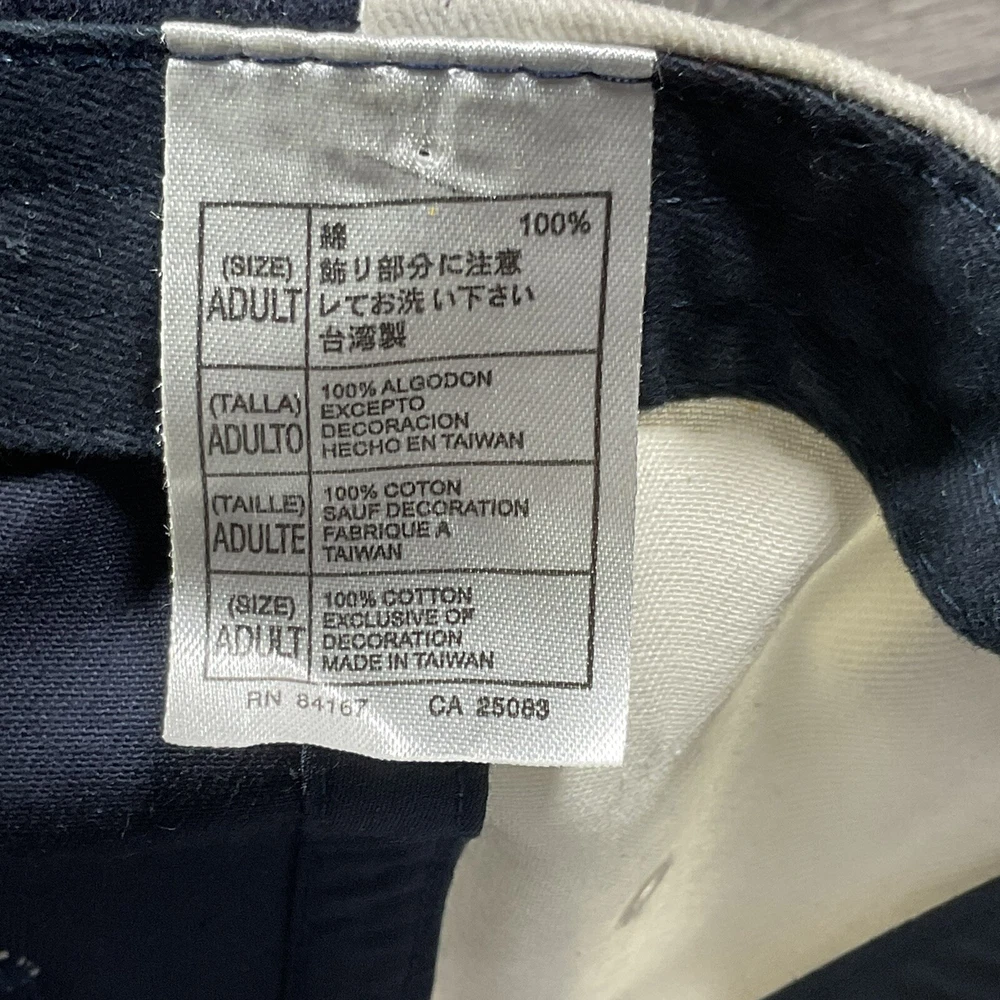 (SIZE)
ADULT
綿 100%
飾り部分に注意
してお洗い下さい
台湾製
(TALLA)
ADULTO
100% ALGODON
EXCEPTO
DECORACION
HECHO EN TAIWAN
(TAILLE)
ADULTE
100% COTON
SAUF DECORATION
FABRIQUE A
TAIWAN
(SIZE)
ADULT
100% COTTON
EXCLUSIVE OF
DECORATION
MADE IN TAIWAN
RN 84167 CA 25083